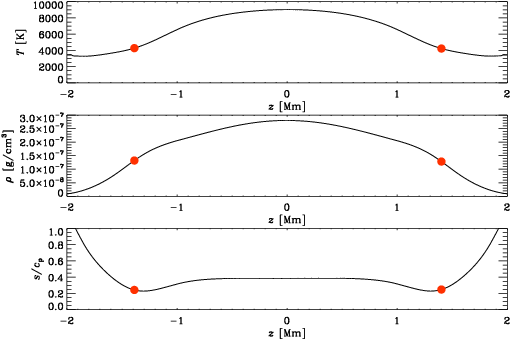 10000
8000
6000
4000
2000
0
T [K]
-2 -1 0 1 2
z [Mm]
3.0×10⁻⁷
2.5×10⁻⁷
2.0×10⁻⁷
1.5×10⁻⁷
1.0×10⁻⁷
5.0×10⁻⁸
0
ρ [g/cm³]
-2 -1 0 1 2
z [Mm]
1.0
0.8
0.6
0.4
0.2
0.0
s/cₚ
-2 -1 0 1 2
z [Mm]